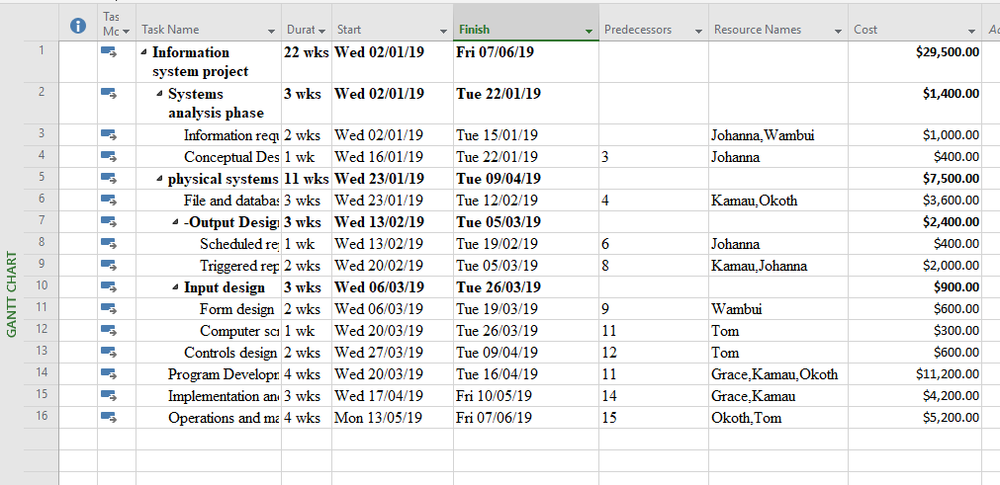 Tas
Mc Task Name Durat Start Finish Predecessors Resource Names Cost Ac
GANTT CHART
1 Information system project 22 wks Wed 02/01/19 Fri 07/06/19 $29,500.00
2 Systems analysis phase 3 wks Wed 02/01/19 Tue 22/01/19 $1,400.00
3 Information requ 2 wks Wed 02/01/19 Tue 15/01/19 Johanna,Wambui $1,000.00
4 Conceptual Des 1 wk Wed 16/01/19 Tue 22/01/19 3 Johanna $400.00
5 physical systems 11 wks Wed 23/01/19 Tue 09/04/19 $7,500.00
6 File and databas 3 wks Wed 23/01/19 Tue 12/02/19 4 Kamau,Okoth $3,600.00
7 -Output Desig 3 wks Wed 13/02/19 Tue 05/03/19 $2,400.00
8 Scheduled re 1 wk Wed 13/02/19 Tue 19/02/19 6 Johanna $400.00
9 Triggered rep 2 wks Wed 20/02/19 Tue 05/03/19 8 Kamau,Johanna $2,000.00
10 Input design 3 wks Wed 06/03/19 Tue 26/03/19 $900.00
11 Form design 2 wks Wed 06/03/19 Tue 19/03/19 9 Wambui $600.00
12 Computer scr 1 wk Wed 20/03/19 Tue 26/03/19 11 Tom $300.00
13 Controls design 2 wks Wed 27/03/19 Tue 09/04/19 12 Tom $600.00
14 Program Developm 4 wks Wed 20/03/19 Tue 16/04/19 11 Grace,Kamau,Okoth $11,200.00
15 Implementation and 3 wks Wed 17/04/19 Fri 10/05/19 14 Grace,Kamau $4,200.00
16 Operations and ma 4 wks Mon 13/05/19 Fri 07/06/19 15 Okoth,Tom $5,200.00